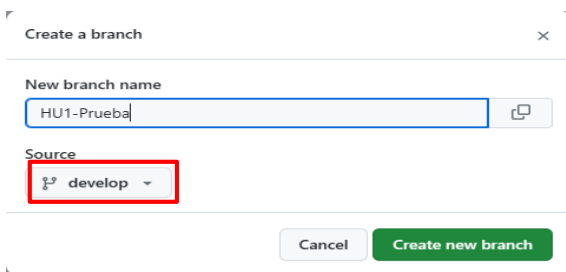 Create a branch
New branch name
HU1-Prueba
Source
develop
Cancel
Create new branch